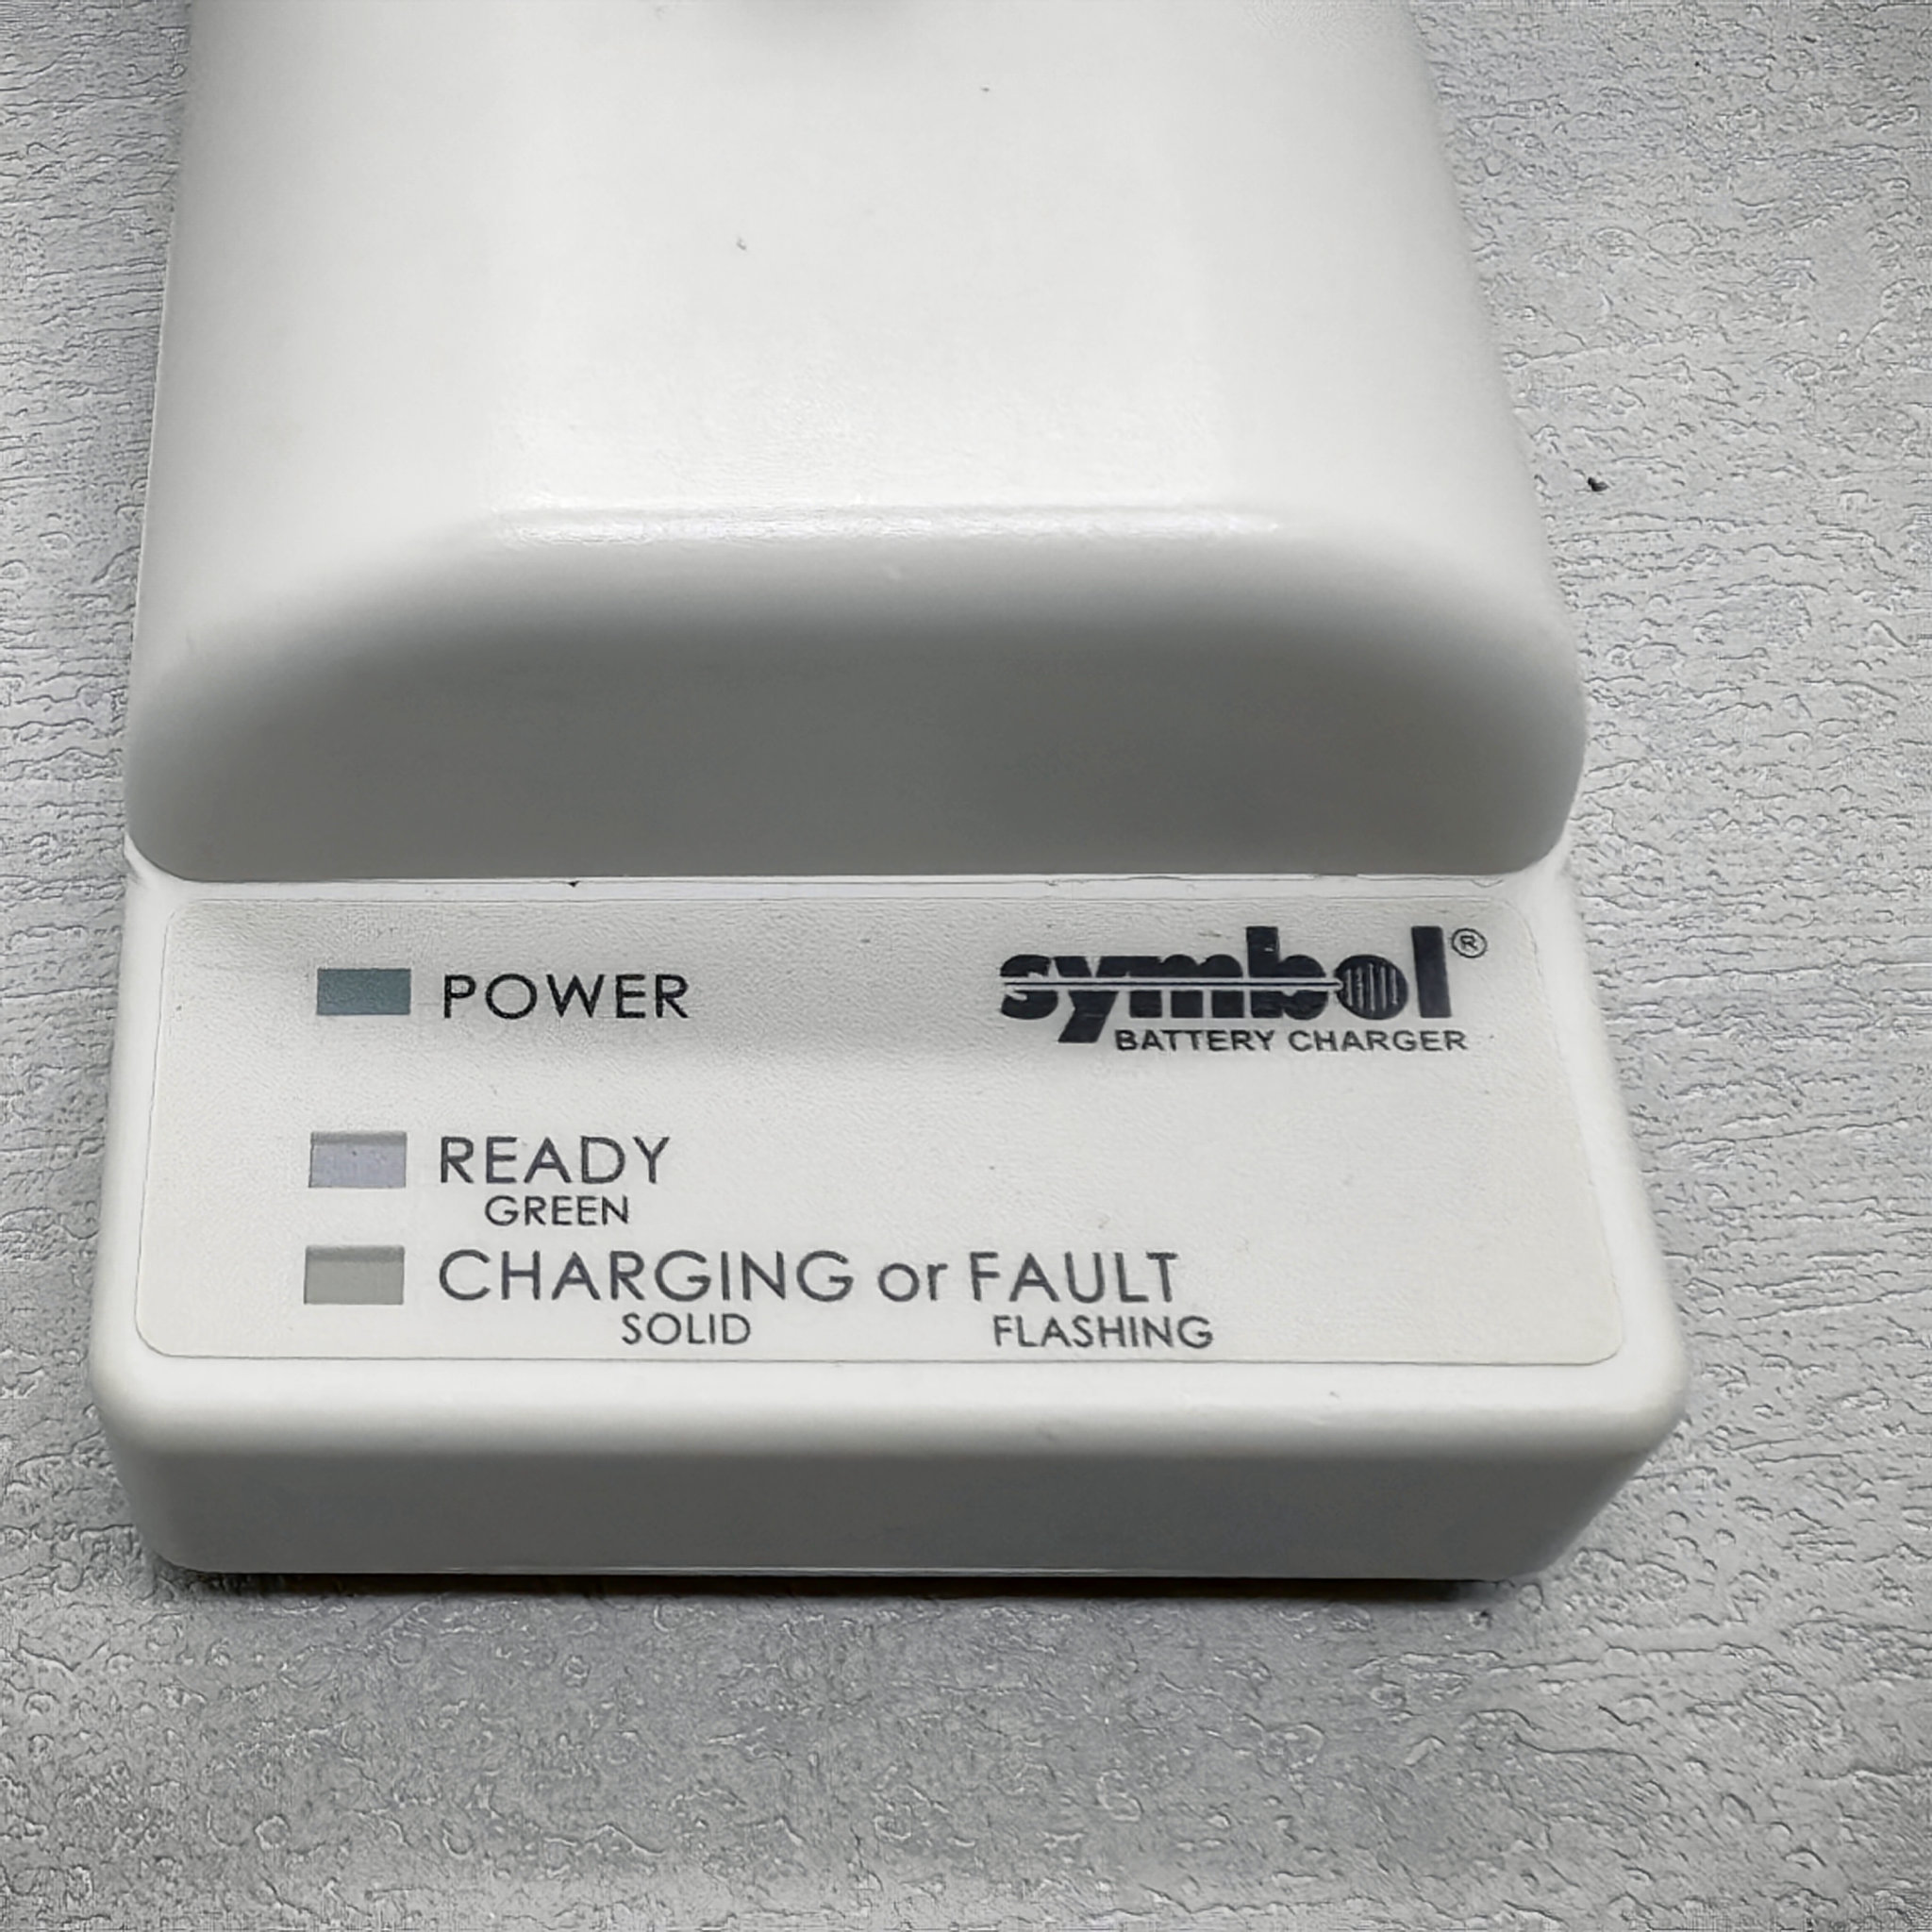 POWER
symbol®
BATTERY CHARGER
READY
GREEN
CHARGING or FAULT
SOLID FLASHING